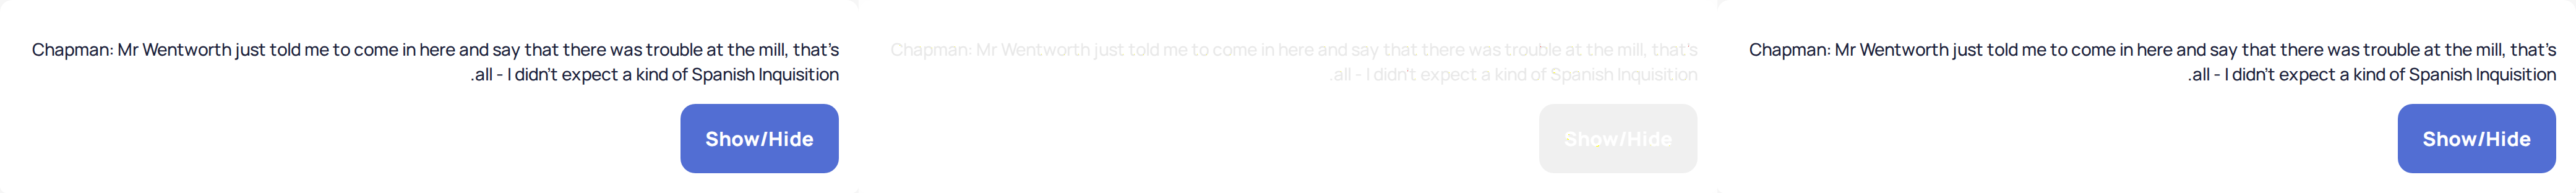 Chapman: Mr Wentworth just told me to come in here and say that there was trouble at the mill, that's
.all - I didn't expect a kind of Spanish Inquisition
Show/Hide
Chapman: Mr Wentworth just told me to come in here and say that there was trouble at the mill, that's
.all - I didn't expect a kind of Spanish Inquisition
Show/Hide
Chapman: Mr Wentworth just told me to come in here and say that there was trouble at the mill, that's
.all - I didn't expect a kind of Spanish Inquisition
Show/Hide